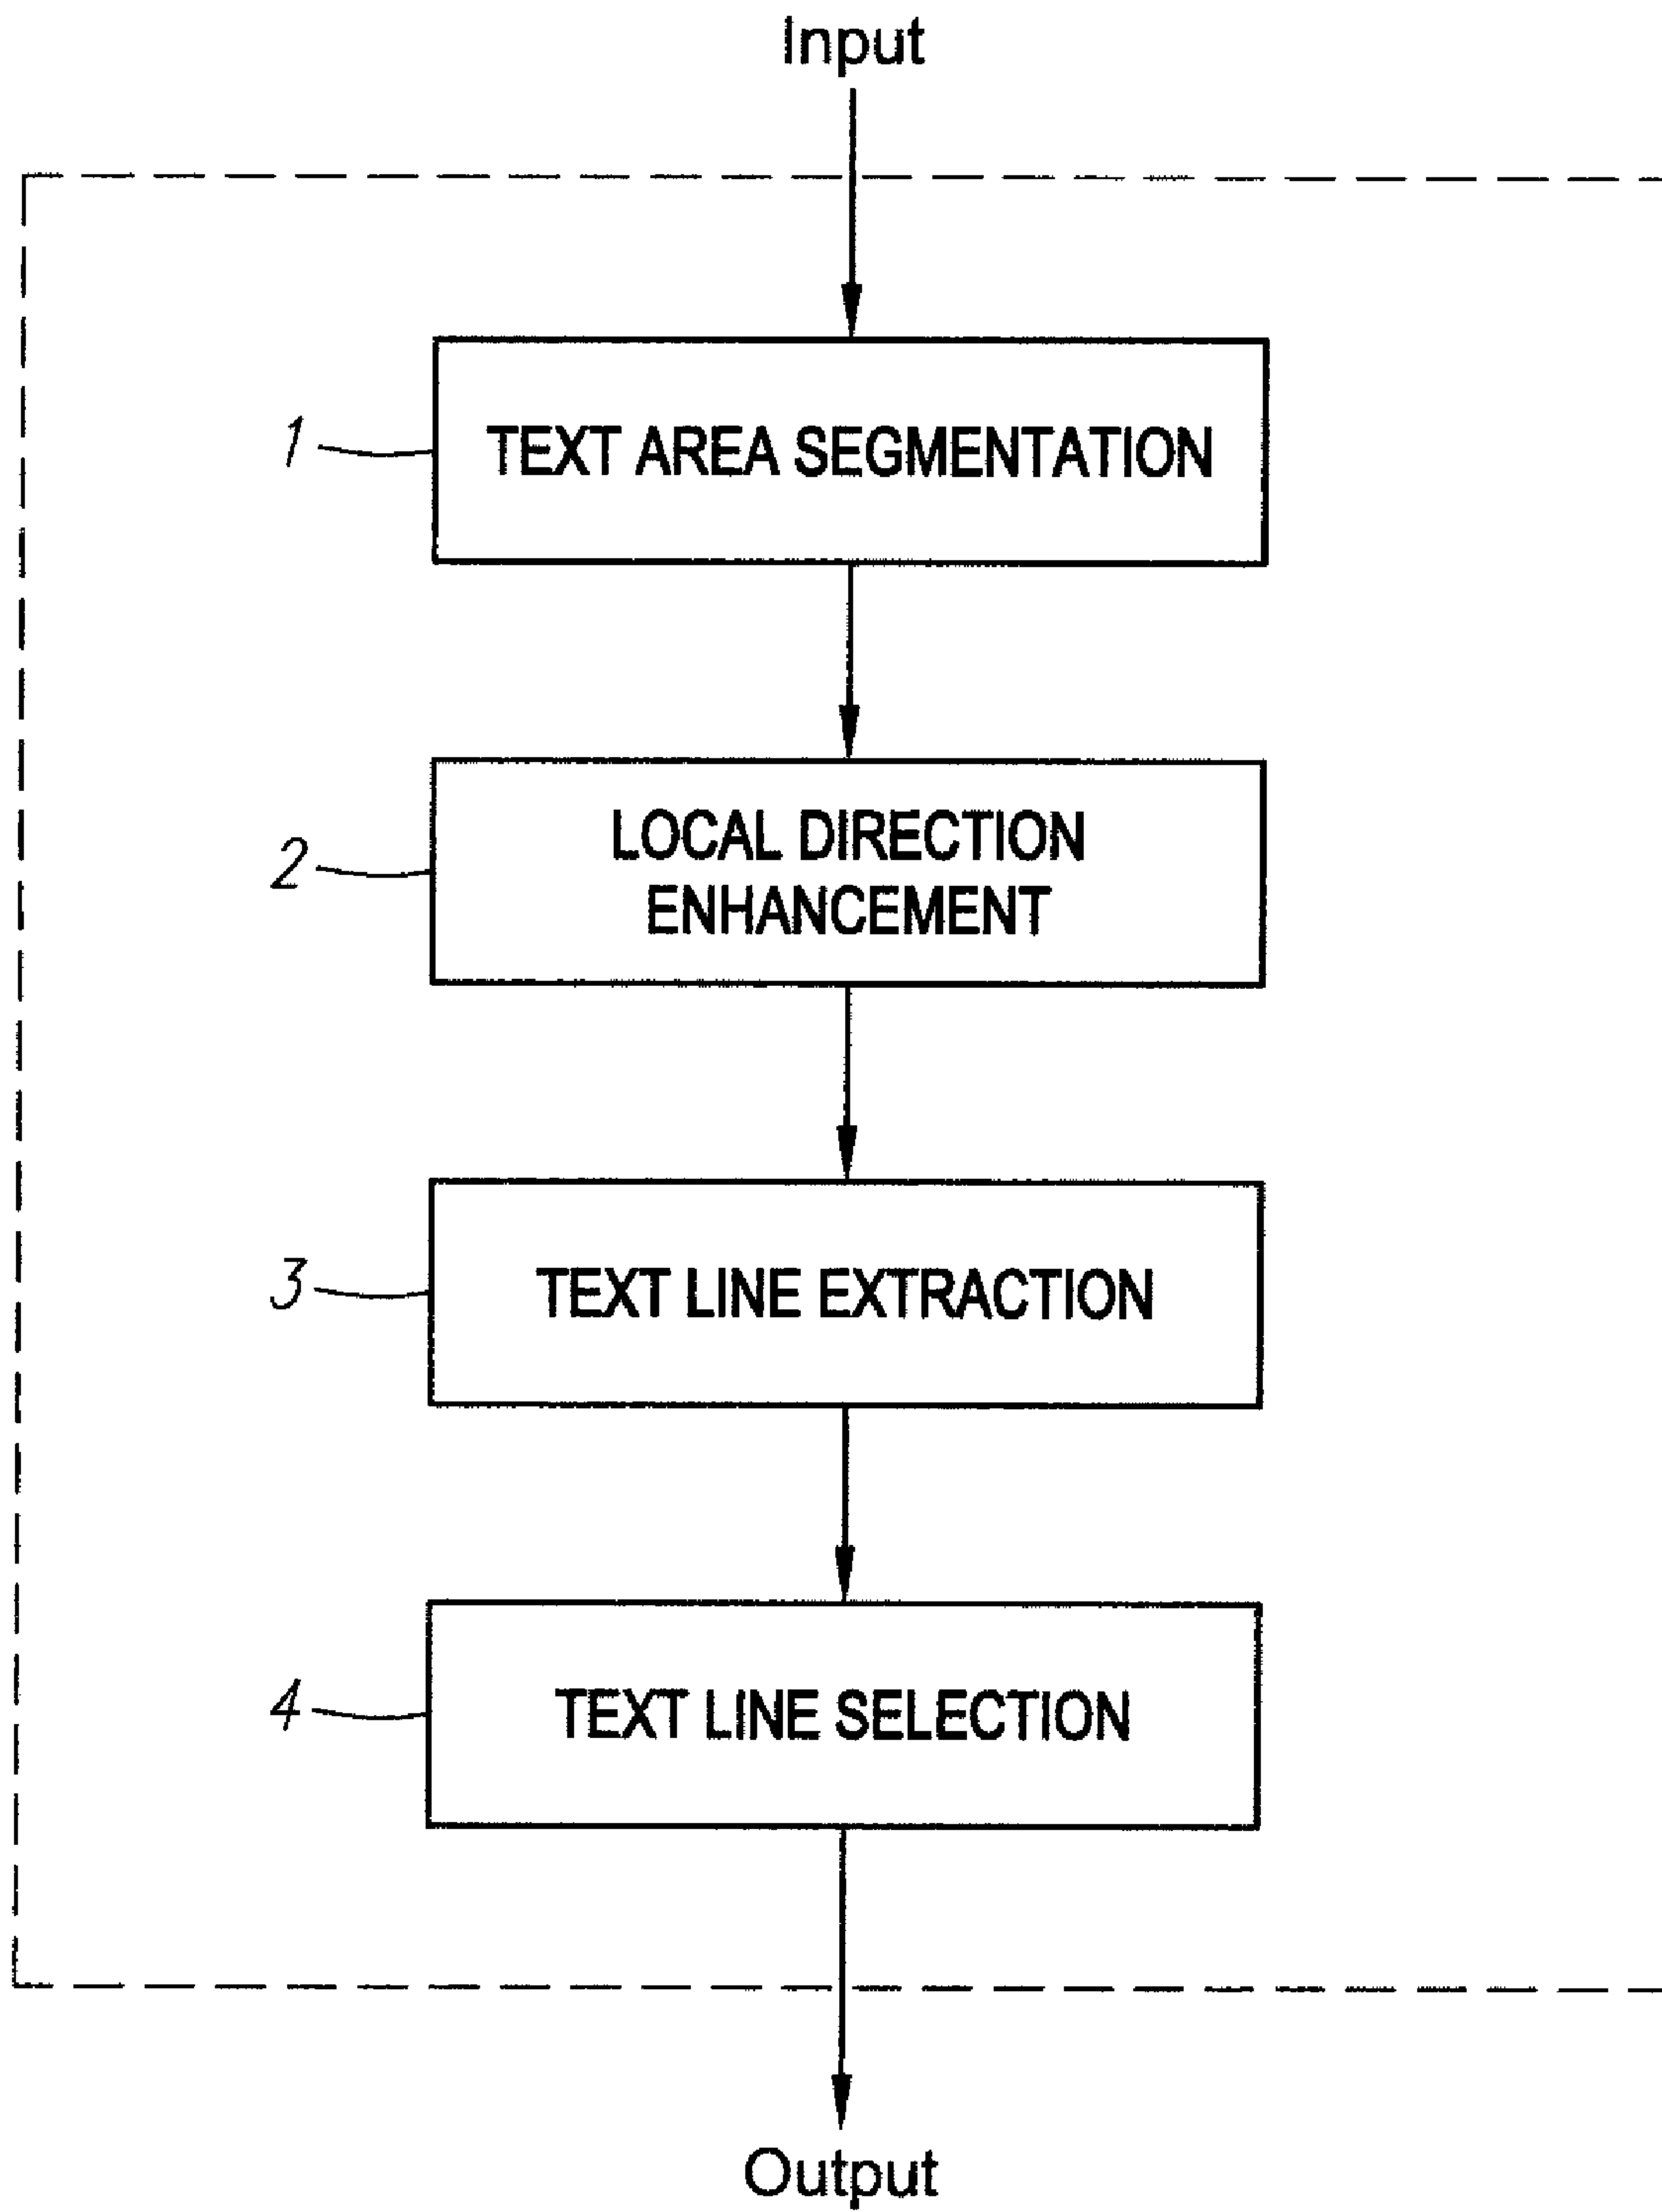 Input
1
TEXT AREA SEGMENTATION
2
LOCAL DIRECTION
ENHANCEMENT
3
TEXT LINE EXTRACTION
4
TEXT LINE SELECTION
Output